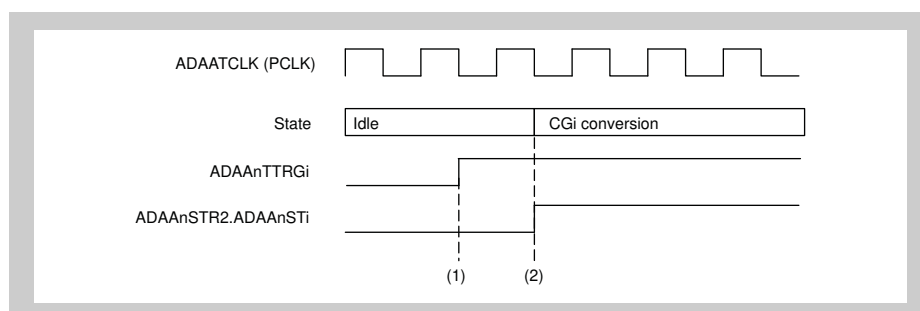 ADAATCLK (PCLK)
State Idle CGi conversion
ADAAnTTRGi
ADAAnSTR2.ADAAnSTi
(1) (2)